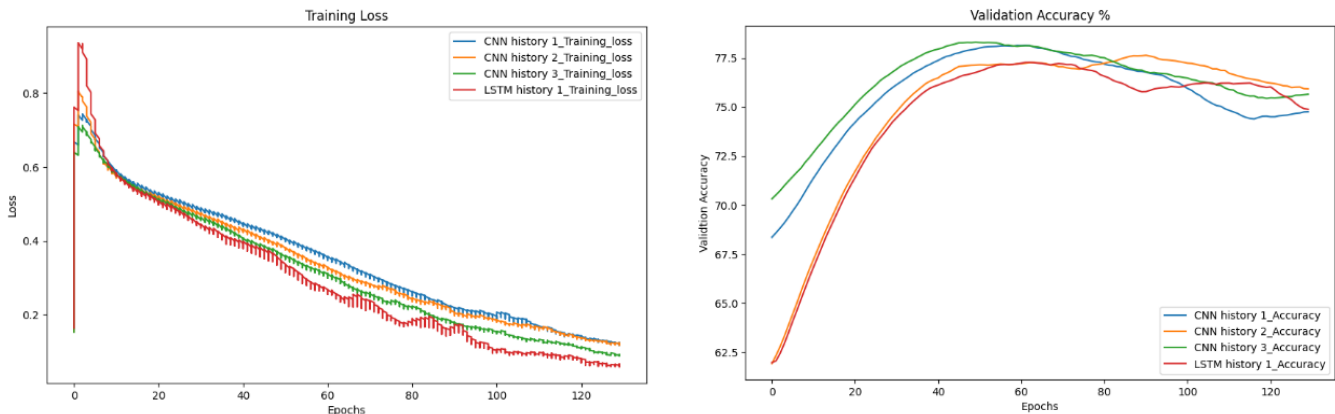 Training Loss
CNN history 1_Training_loss
CNN history 2_Training_loss
CNN history 3_Training_loss
LSTM history 1_Training_loss
0.8
0.6
0.4
0.2
Loss
0 20 40 60 80 100 120
Epochs
Validation Accuracy %
77.5
75.0
72.5
70.0
67.5
65.0
62.5
Validtion Accuracy
CNN history 1_Accuracy
CNN history 2_Accuracy
CNN history 3_Accuracy
LSTM history 1_Accuracy
0 20 40 60 80 100 120
Epochs